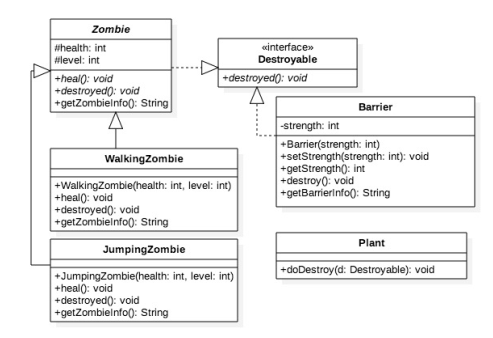 Zombie
#health: int
#level: int
+heal(): void
+destroyed(): void
+getZombieInfo(): String
«interface»
Destroyable
+destroyed(): void
Barrier
-strength: int
+Barrier(strength: int)
+setStrength(strength: int): void
+getStrength(): int
+destroy(): void
+getBarrierInfo(): String
WalkingZombie
+WalkingZombie(health: int, level: int)
+heal(): void
+destroyed(): void
+getZombieInfo(): String
JumpingZombie
+JumpingZombie(health: int, level: int)
+heal(): void
+destroyed(): void
+getZombieInfo(): String
Plant
+doDestroy(d: Destroyable): void